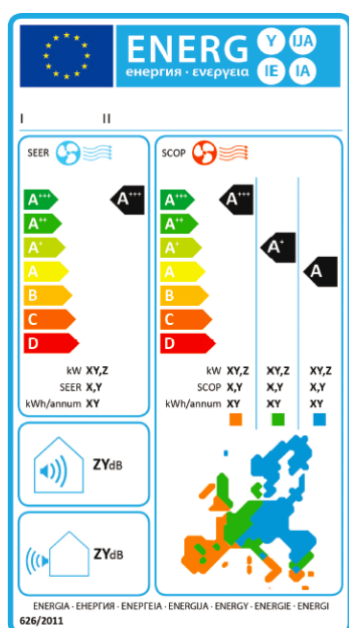 ENERG Y IJA
енергия · ενεργεια IE IA
I II
SEER SCOP
A+++ A+++ A+++ A+++
A++ A++
A+ A+ A+
A A A
B B
C C
D D
kW XY,Z kW XY,Z XY,Z XY,Z
SEER X,Y SCOP X,Y X,Y X,Y
kWh/annum XY kWh/annum XY XY XY
ZYdB
ZYdB
ENERGIA · ЕНЕРГИЯ · ΕΝΕΡΓΕΙΑ · ENERGIJA · ENERGY · ENERGIE · ENERGI
626/2011